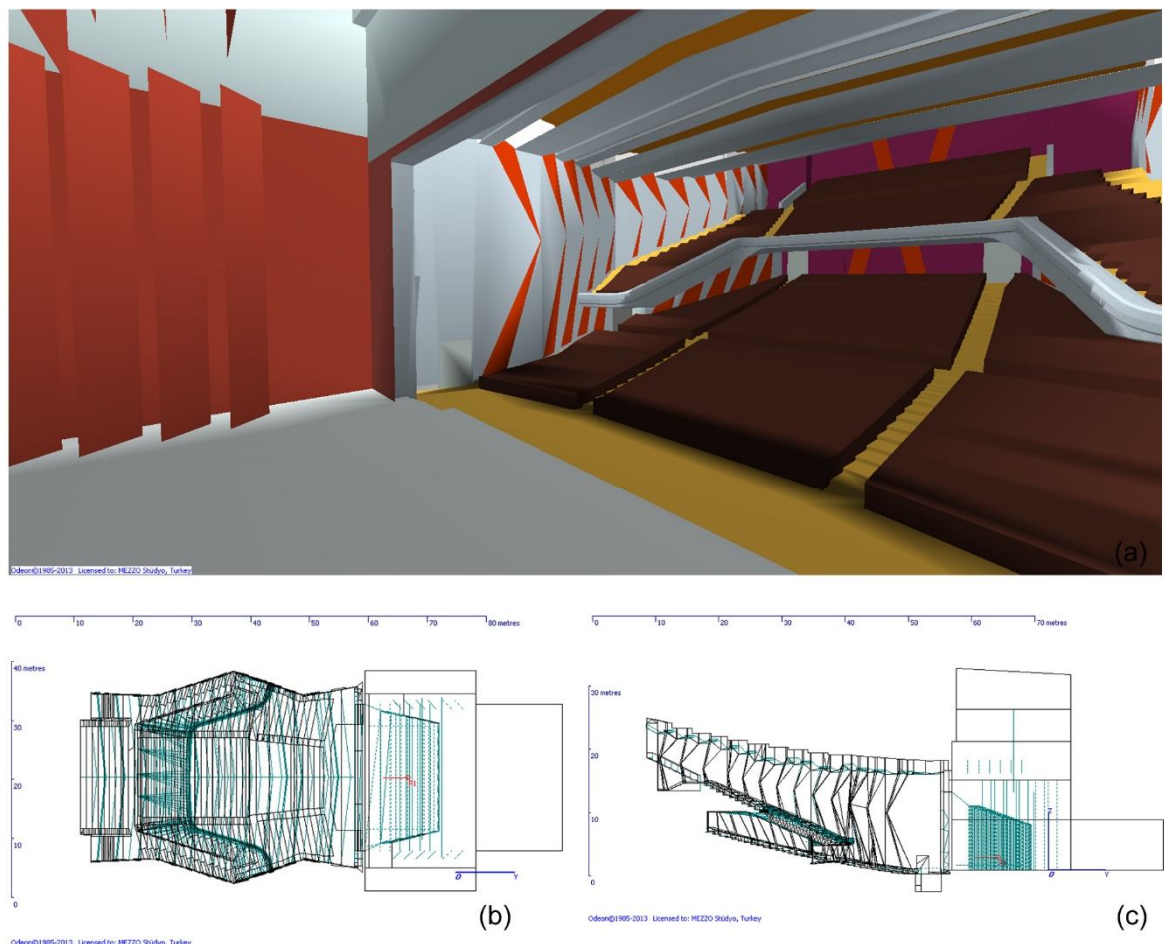 (a)
Odeon©1985-2013 Licensed to: MEZZO Stüdyo, Turkey
0 10 20 30 40 50 60 70 80 metres
40 metres
30
20
10
0
O Y
(b)
Odeon©1985-2013 Licensed to: MEZZO Stüdyo, Turkey
0 10 20 30 40 50 60 70 metres
30 metres
20
10
0
Z
O Y
(c)
Odeon©1985-2013 Licensed to: MEZZO Stüdyo, Turkey